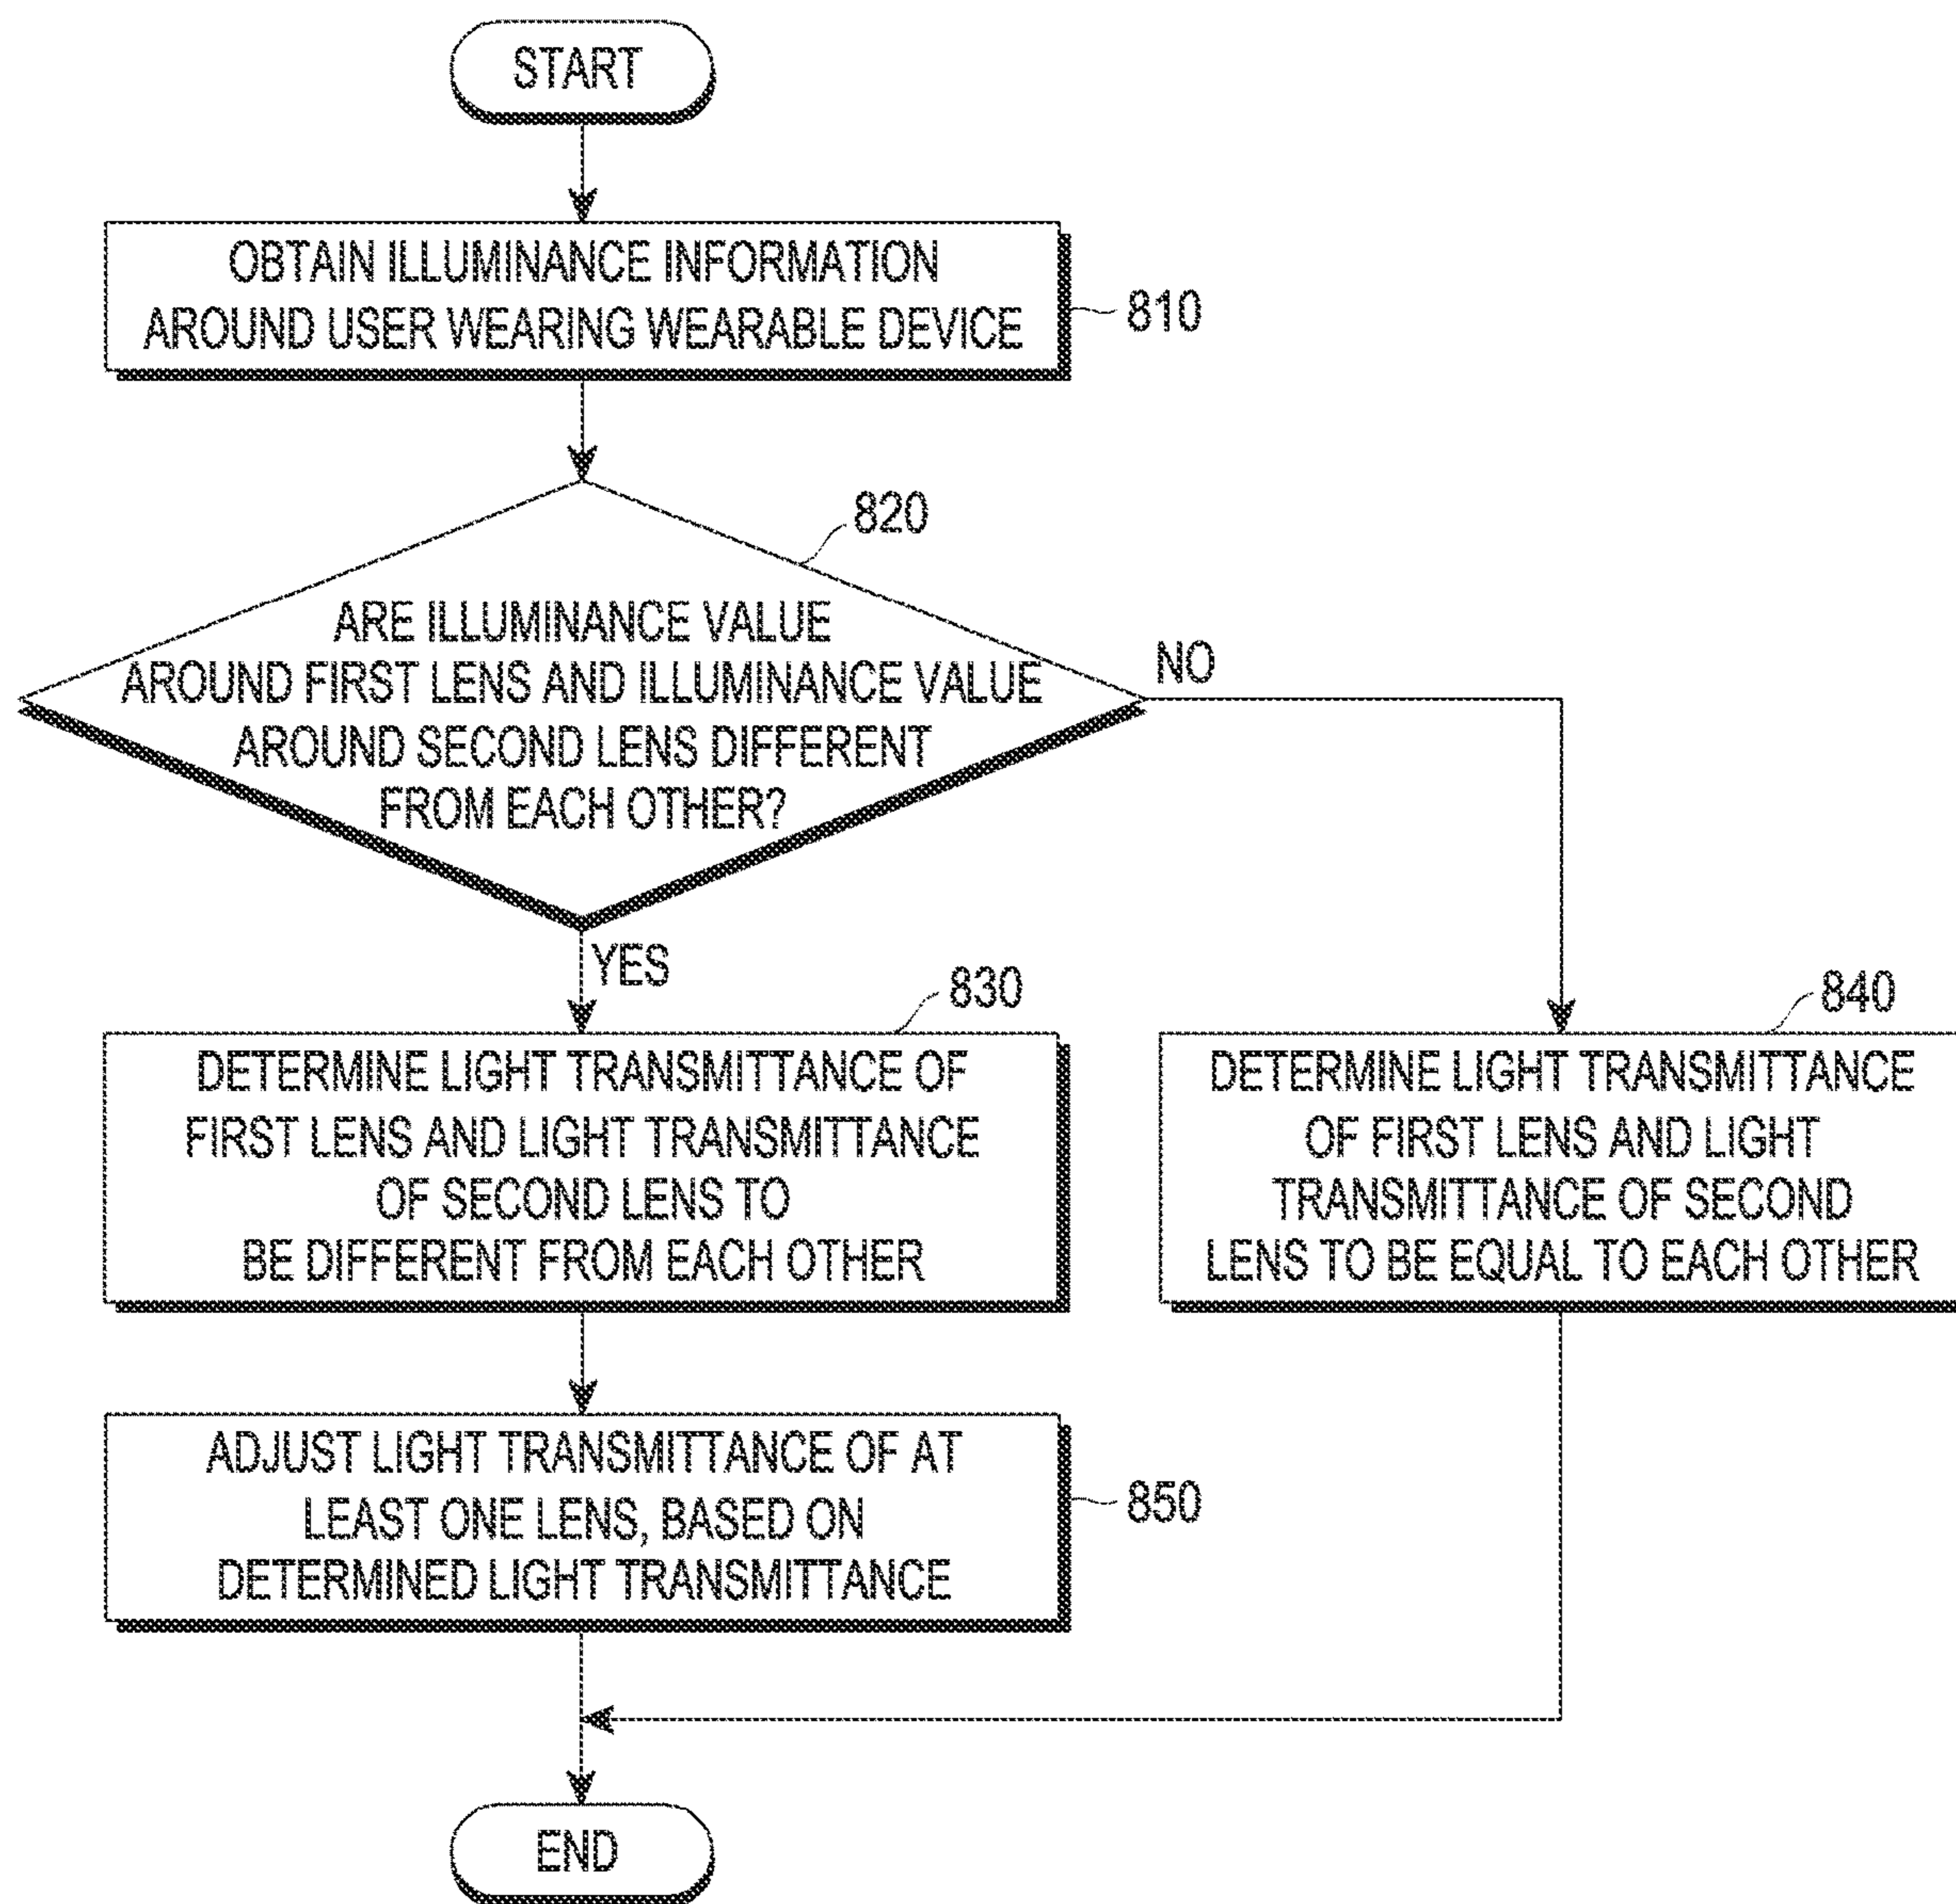 START
OBTAIN ILLUMINANCE INFORMATION
AROUND USER WEARING WEARABLE DEVICE
810
820
ARE ILLUMINANCE VALUE
AROUND FIRST LENS AND ILLUMINANCE VALUE
AROUND SECOND LENS DIFFERENT
FROM EACH OTHER?
NO
YES
830
DETERMINE LIGHT TRANSMITTANCE OF
FIRST LENS AND LIGHT TRANSMITTANCE
OF SECOND LENS TO
BE DIFFERENT FROM EACH OTHER
840
DETERMINE LIGHT TRANSMITTANCE
OF FIRST LENS AND LIGHT
TRANSMITTANCE OF SECOND
LENS TO BE EQUAL TO EACH OTHER
ADJUST LIGHT TRANSMITTANCE OF AT
LEAST ONE LENS, BASED ON
DETERMINED LIGHT TRANSMITTANCE
850
END